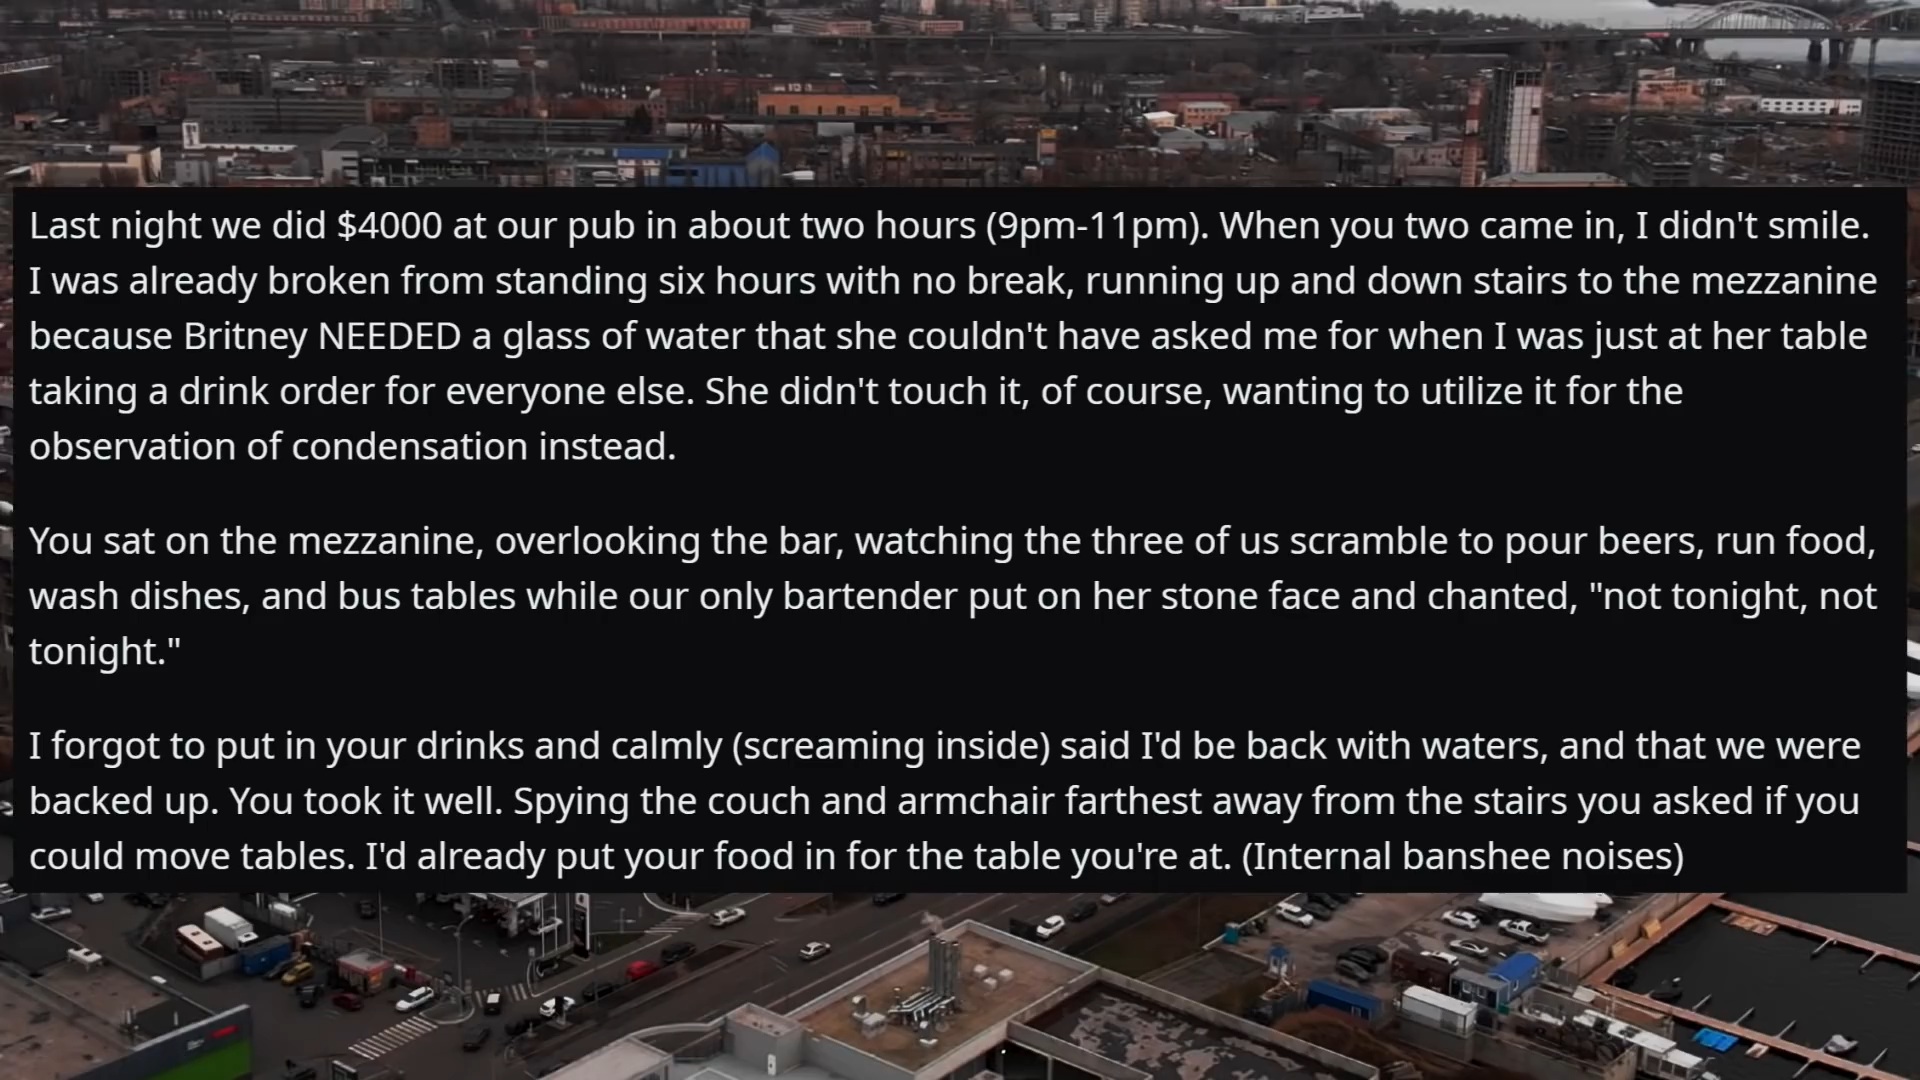 Last night we did $4000 at our pub in about two hours (9pm-11pm). When you two came in, I didn't smile.
I was already broken from standing six hours with no break, running up and down stairs to the mezzanine
because Britney NEEDED a glass of water that she couldn't have asked me for when I was just at her table
taking a drink order for everyone else. She didn't touch it, of course, wanting to utilize it for the
observation of condensation instead.
You sat on the mezzanine, overlooking the bar, watching the three of us scramble to pour beers, run food,
wash dishes, and bus tables while our only bartender put on her stone face and chanted, "not tonight, not
tonight."
I forgot to put in your drinks and calmly (screaming inside) said I'd be back with waters, and that we were
backed up. You took it well. Spying the couch and armchair farthest away from the stairs you asked if you
could move tables. I'd already put your food in for the table you're at. (Internal banshee noises)